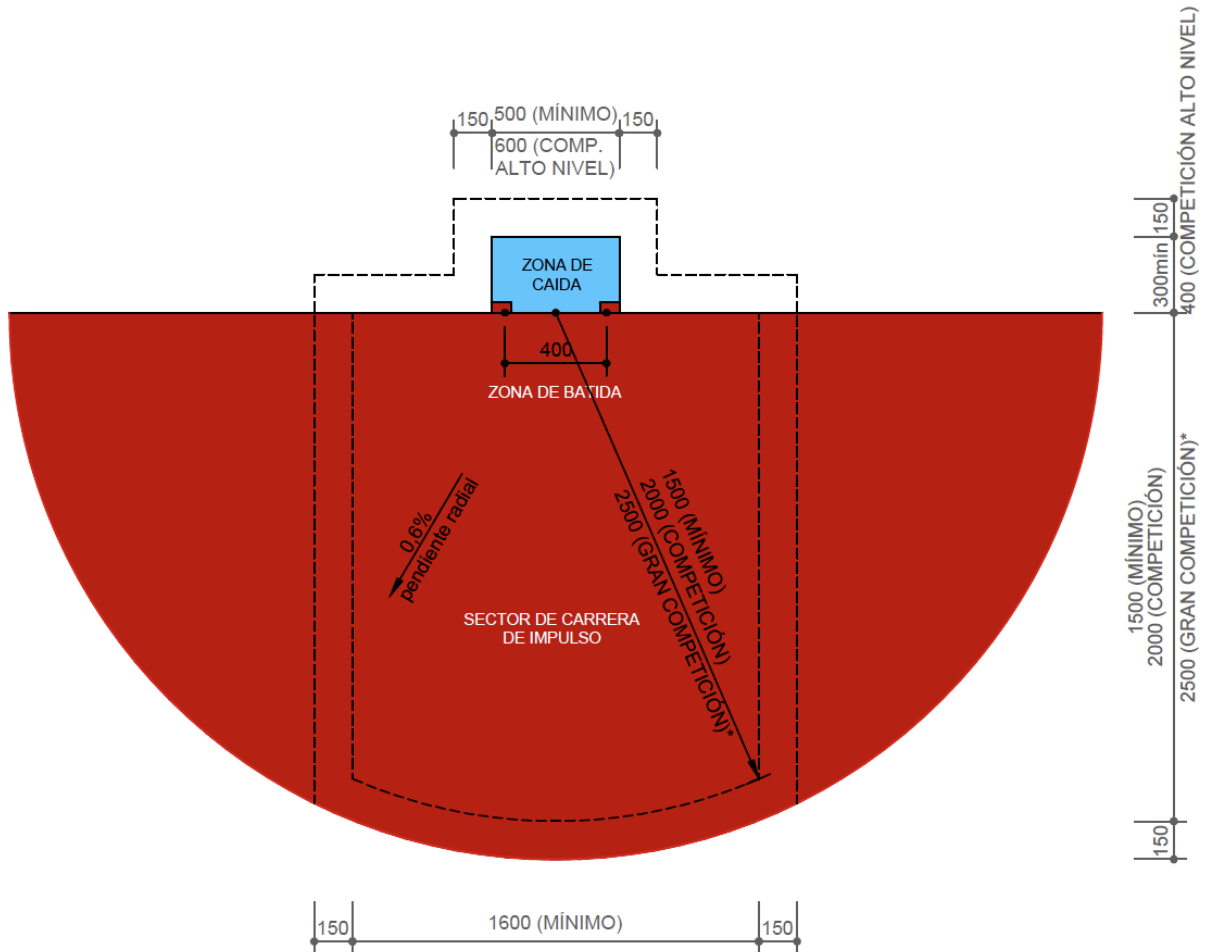 150 500 (MÍNIMO) 150
600 (COMP.
ALTO NIVEL)
150
300mín
400 (COMPETICIÓN ALTO NIVEL)
ZONA DE
CAIDA
400
ZONA DE BATIDA
0,6%
pendiente radial
1500 (MÍNIMO)
2000 (COMPETICIÓN)
2500 (GRAN COMPETICIÓN)*
SECTOR DE CARRERA
DE IMPULSO
1500 (MÍNIMO)
2000 (COMPETICIÓN)
2500 (GRAN COMPETICIÓN)*
150
150 1600 (MÍNIMO) 150